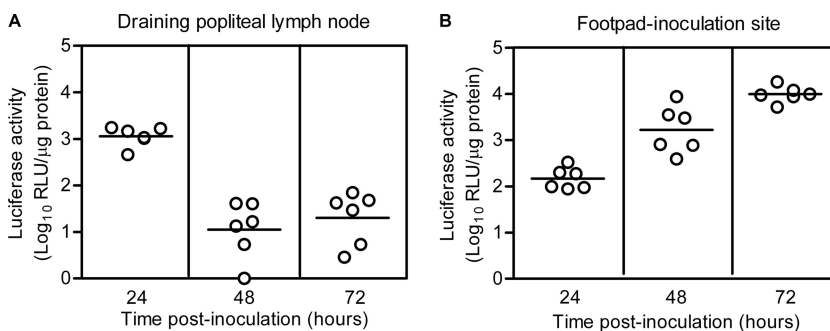 A
Draining popliteal lymph node
Luciferase activity
(Log10 RLU/µg protein)
5
4
3
2
1
0
24 48 72
Time post-inoculation (hours)
B
Footpad-inoculation site
Luciferase activity
(Log10 RLU/µg protein)
5
4
3
2
1
0
24 48 72
Time post-inoculation (hours)